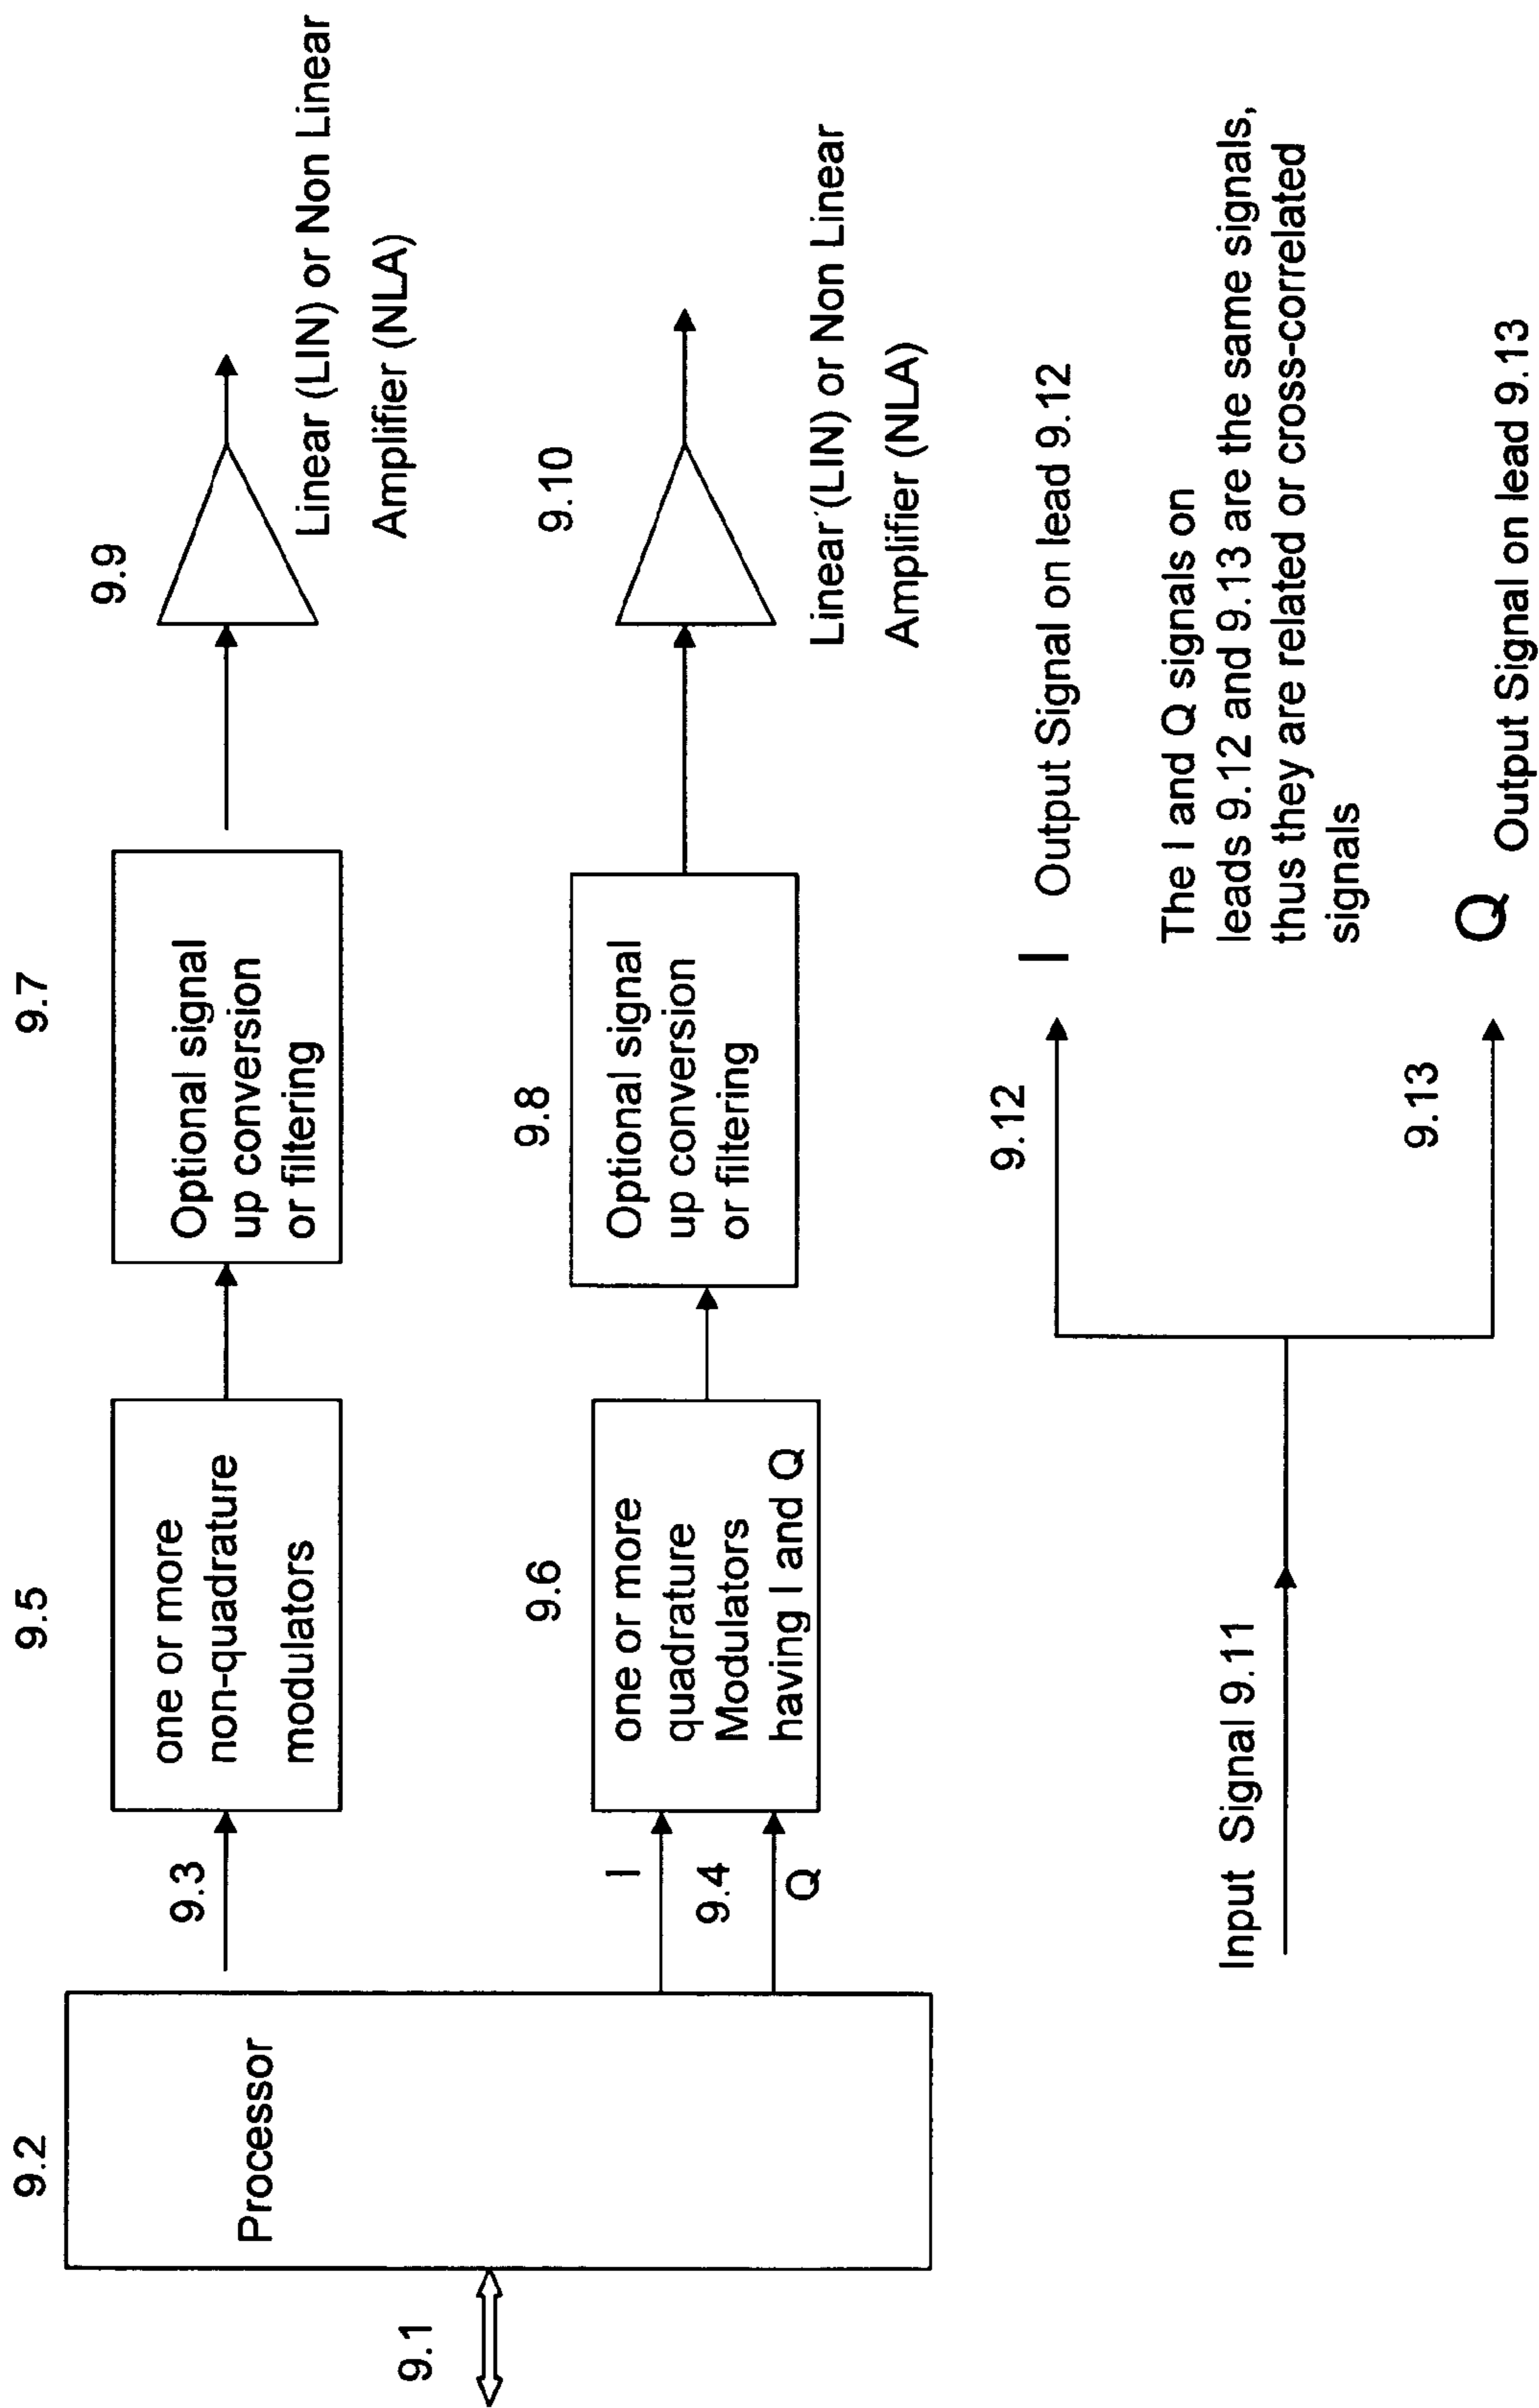 9.1
9.2
Processor
9.3
9.5
one or more
non-quadrature
modulators
9.7
Optional signal
up conversion
or filtering
9.9
Linear (LIN) or Non Linear
Amplifier (NLA)
I
9.4
Q
9.6
one or more
quadrature
Modulators
having I and Q
9.8
Optional signal
up conversion
or filtering
9.10
Linear (LIN) or Non Linear
Amplifier (NLA)
Input Signal 9.11
9.12
I
Output Signal on lead 9.12
The I and Q signals on
leads 9.12 and 9.13 are the same signals,
thus they are related or cross-correlated
signals
9.13
Q
Output Signal on lead 9.13